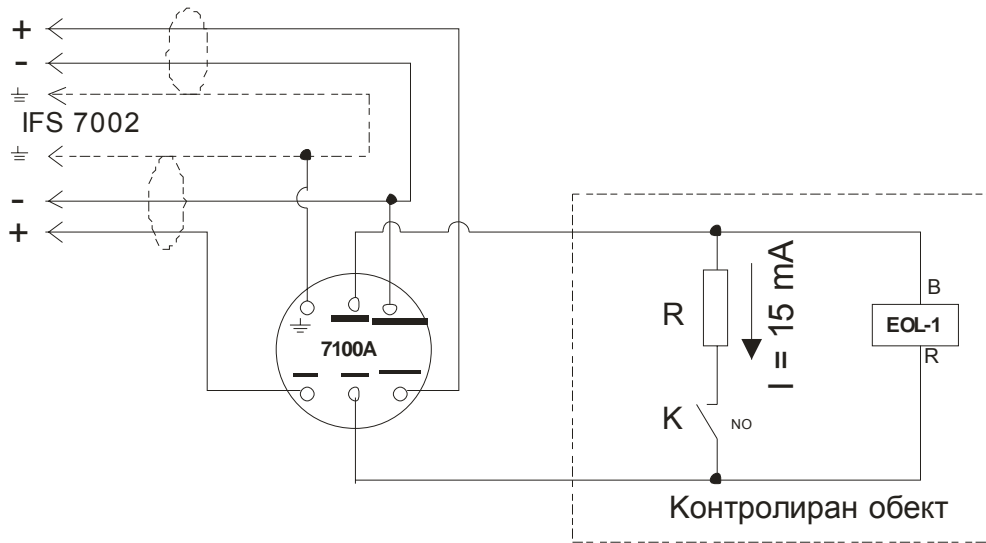 +
-
IFS 7002
-
+
7100A
R
I = 15 mA
B
EOL-1
R
K
NO
Контролиран обект